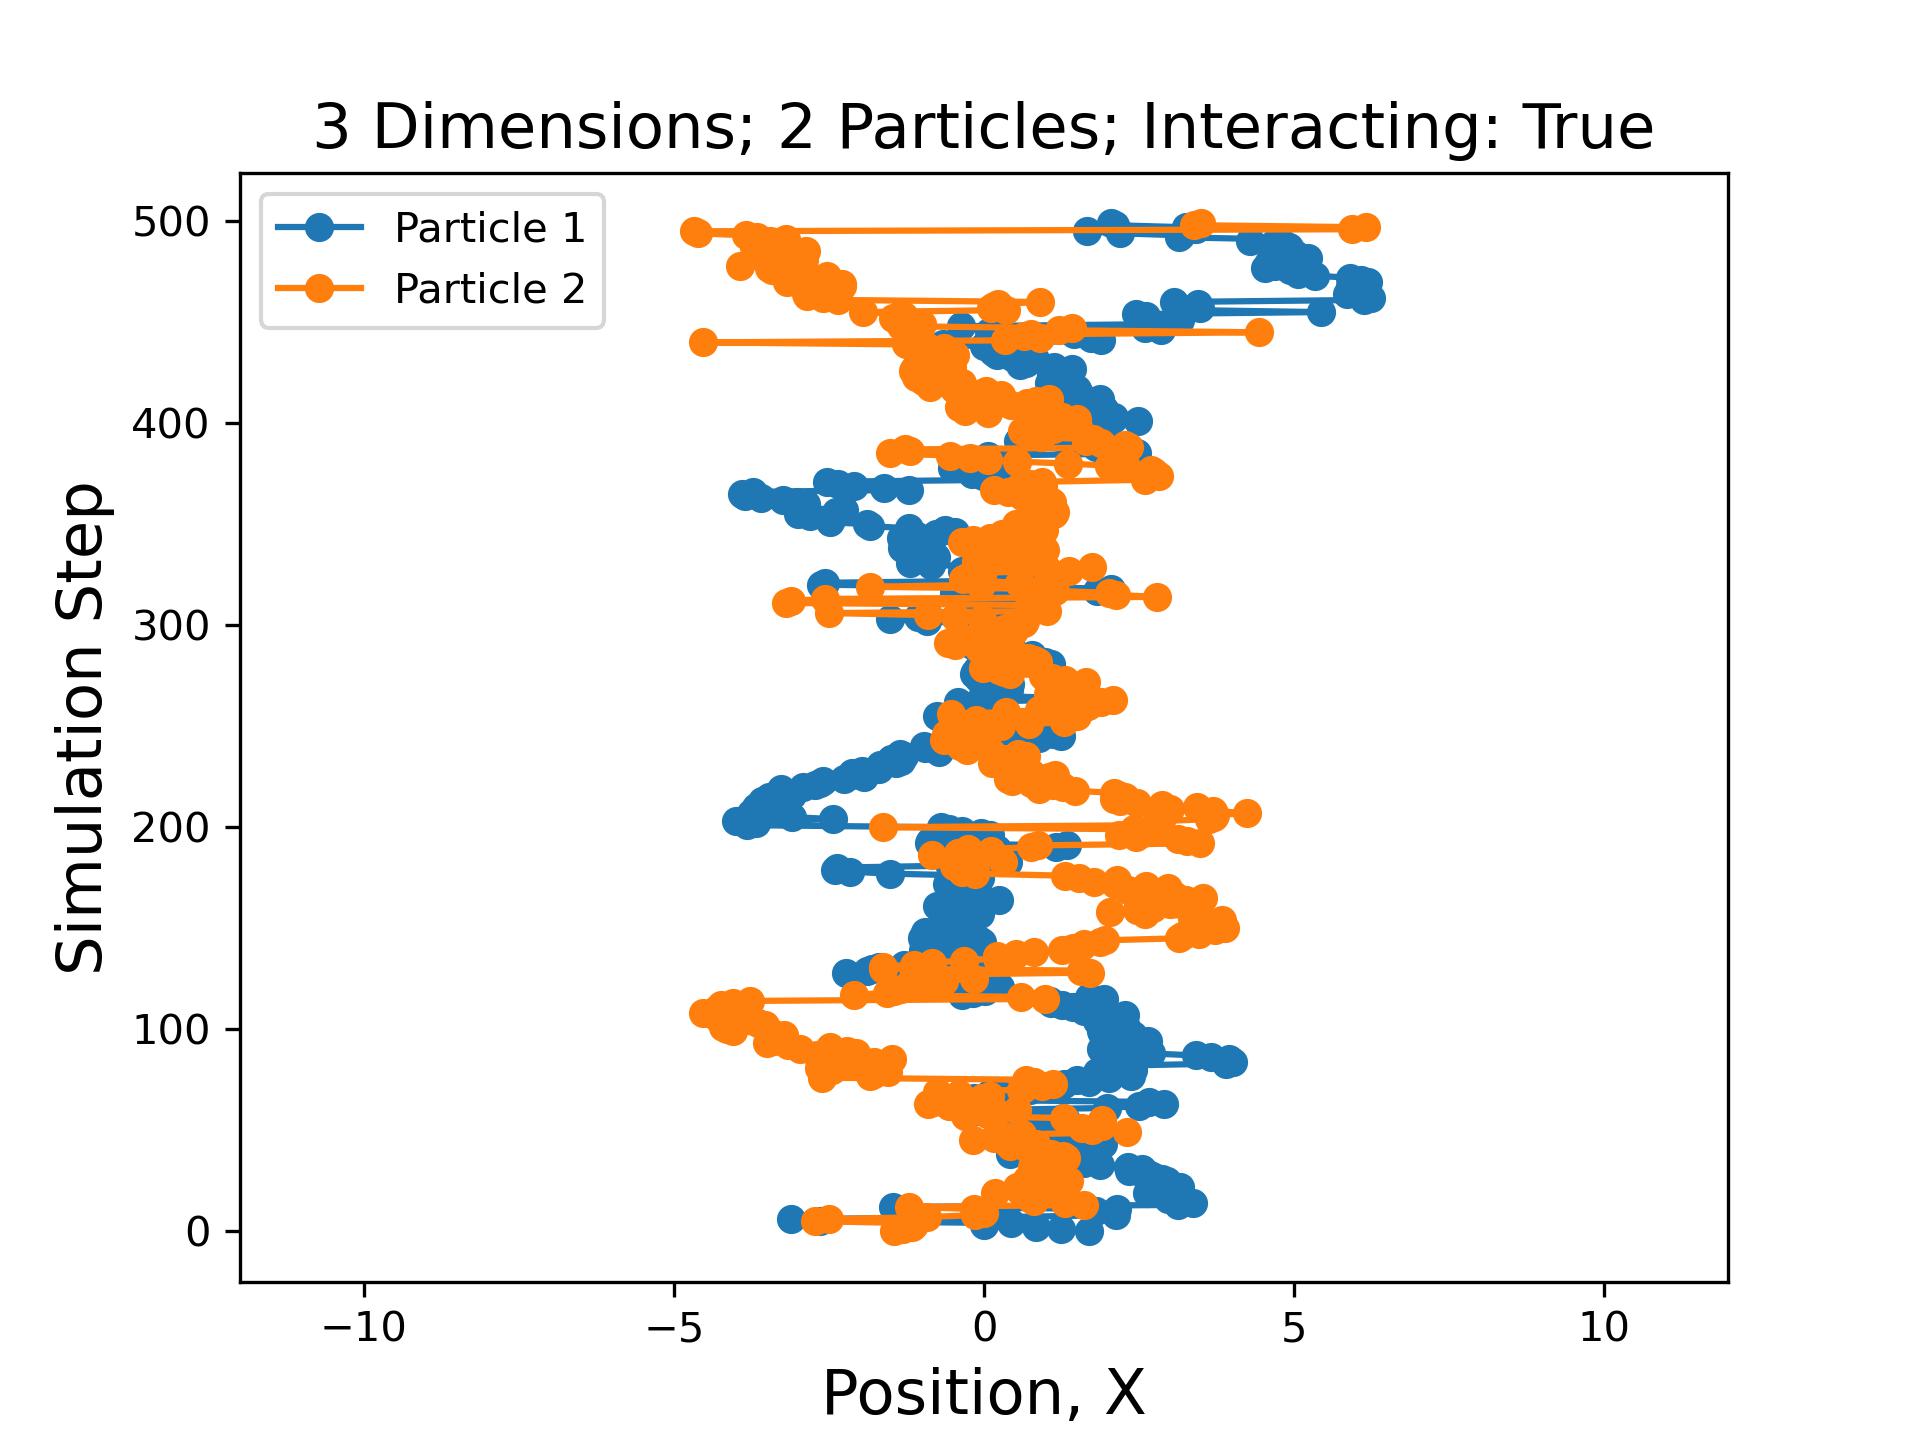 3 Dimensions; 2 Particles; Interacting: True
Particle 1
Particle 2
Simulation Step
500
400
300
200
100
0
−10
−5
0
5
10
Position, X